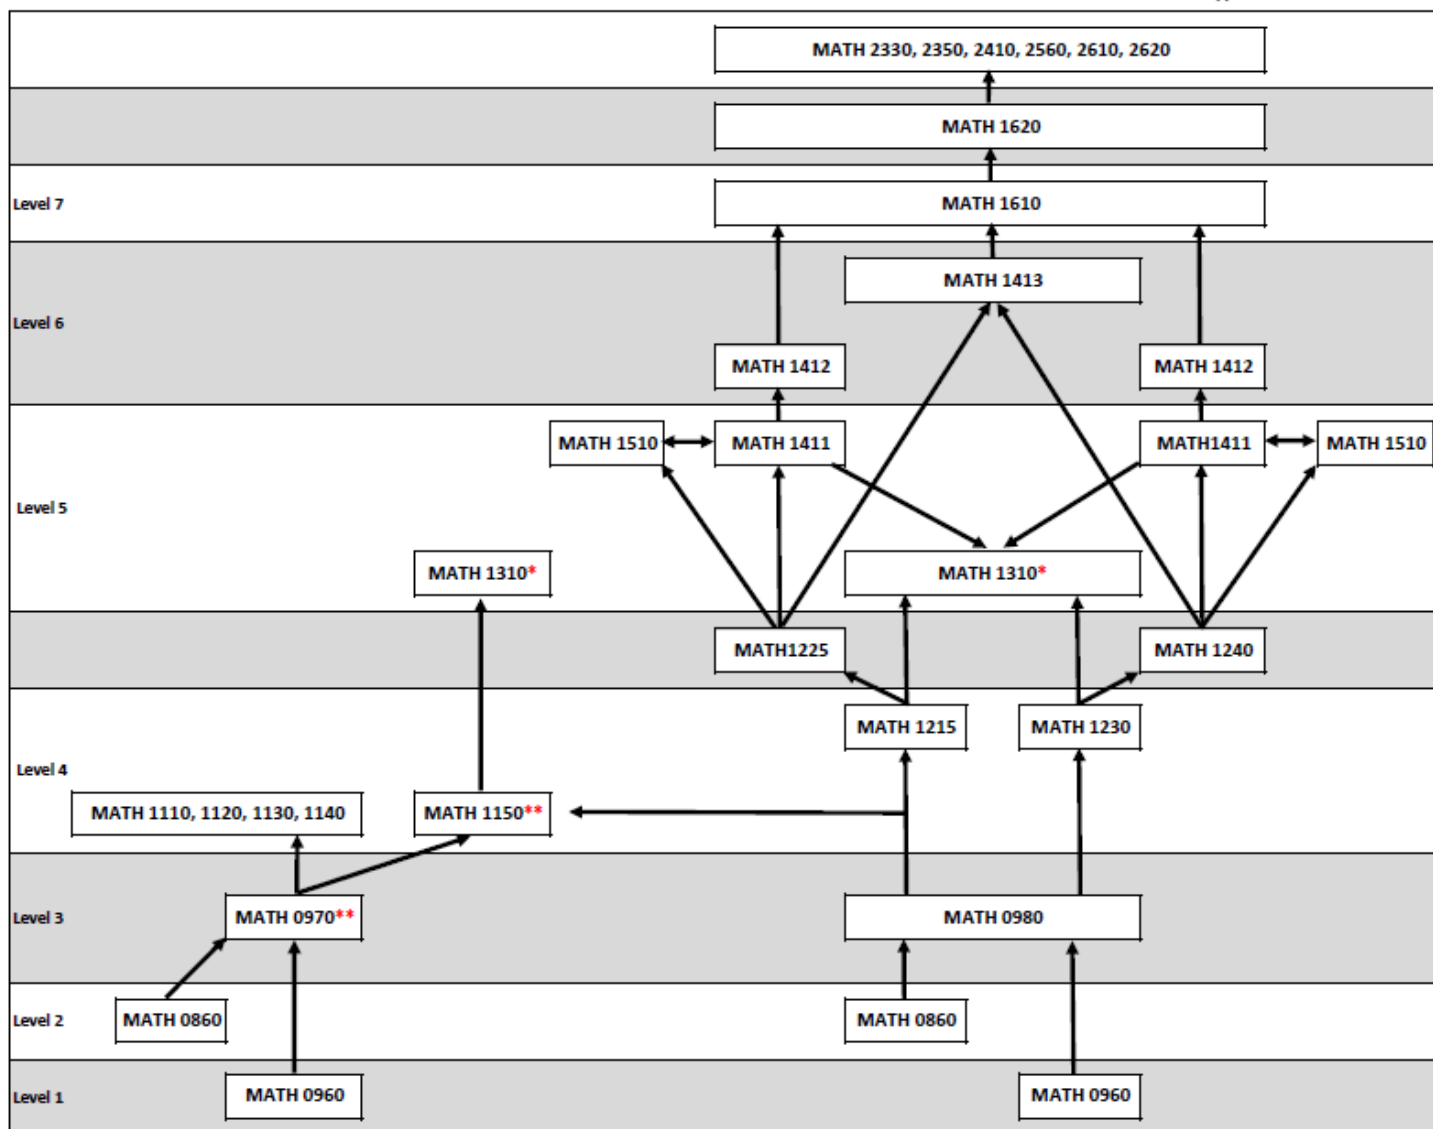 MATH 2330, 2350, 2410, 2560, 2610, 2620
MATH 1620
Level 7
MATH 1610
MATH 1413
Level 6
MATH 1412
MATH 1412
MATH 1510
MATH 1411
MATH1411
MATH 1510
Level 5
MATH 1310*
MATH 1310*
MATH1225
MATH 1240
MATH 1215
MATH 1230
Level 4
MATH 1110, 1120, 1130, 1140
MATH 1150**
Level 3
MATH 0970**
MATH 0980
Level 2
MATH 0860
MATH 0860
Level 1
MATH 0960
MATH 0960